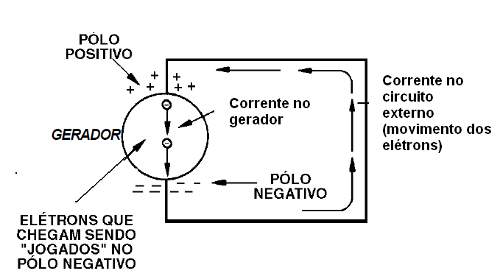 PÓLO
POSITIVO
Corrente no
circuito
externo
(movimento dos
elétrons)
Corrente no
gerador
GERADOR
PÓLO
NEGATIVO
ELÉTRONS QUE
CHEGAM SENDO
"JOGADOS" NO
PÓLO NEGATIVO